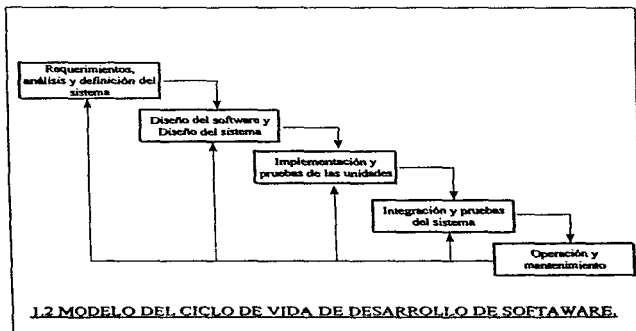 Requerimientos,
análisis y definición del
sistema
Diseño del software y
Diseño del sistema
Implementación y
pruebas de las unidades
Integración y pruebas
del sistema
Operación y
mantenimiento
1.2 MODELO DEL CICLO DE VIDA DE DESARROLLO DE SOFTAWARE.